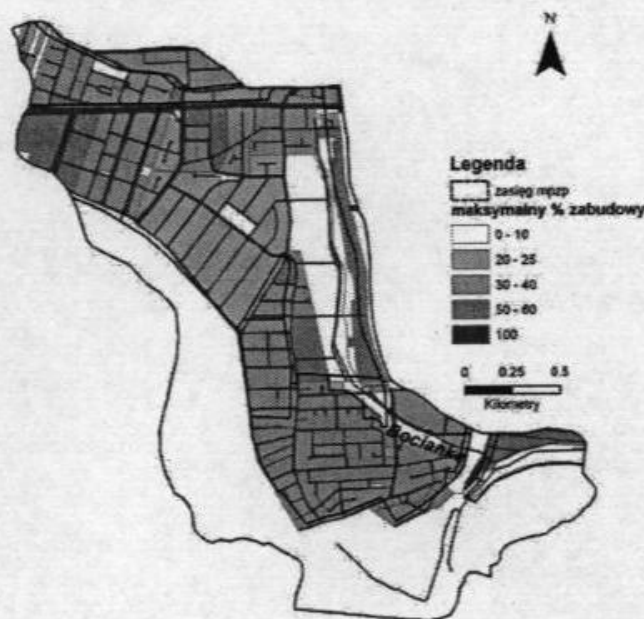 N
Legenda
zasięg mpzp
maksymalny % zabudowy
0 - 10
20 - 25
30 - 40
50 - 60
100
0 0.25 0.5
Kilometry
Bocianka